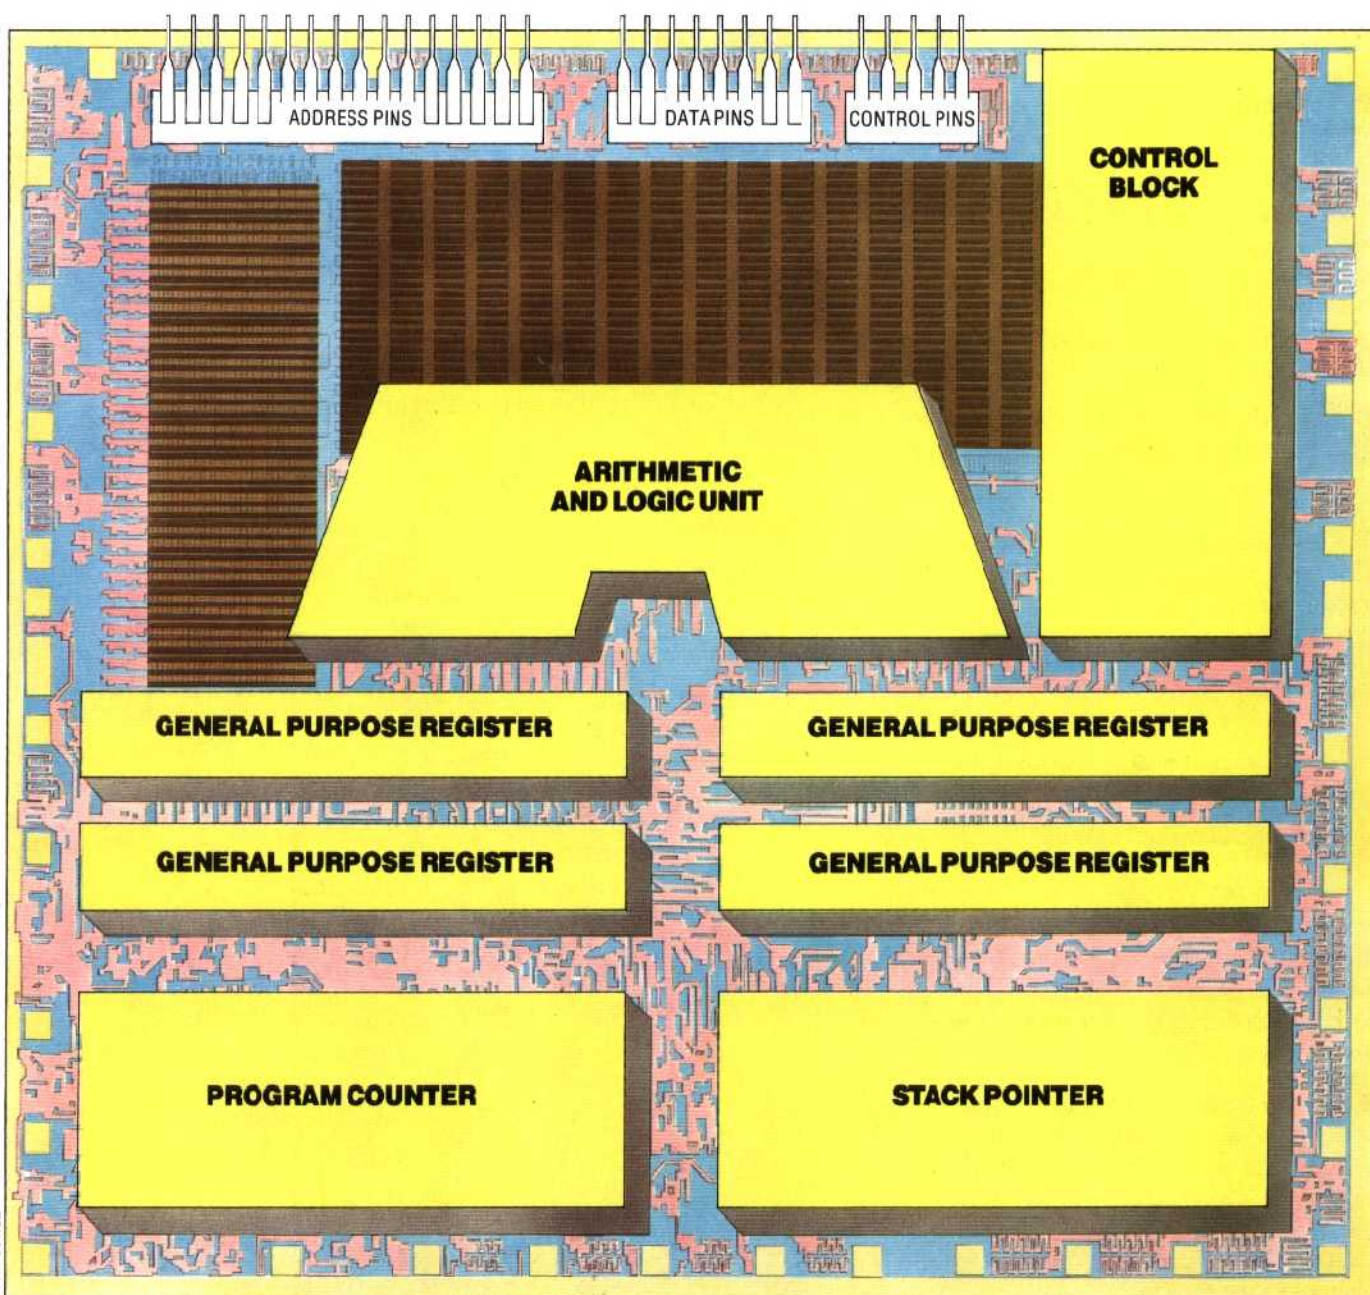 ADDRESS PINS
DATA PINS
CONTROL PINS
CONTROL
BLOCK
ARITHMETIC
AND LOGIC UNIT
GENERAL PURPOSE REGISTER
GENERAL PURPOSE REGISTER
GENERAL PURPOSE REGISTER
GENERAL PURPOSE REGISTER
PROGRAM COUNTER
STACK POINTER